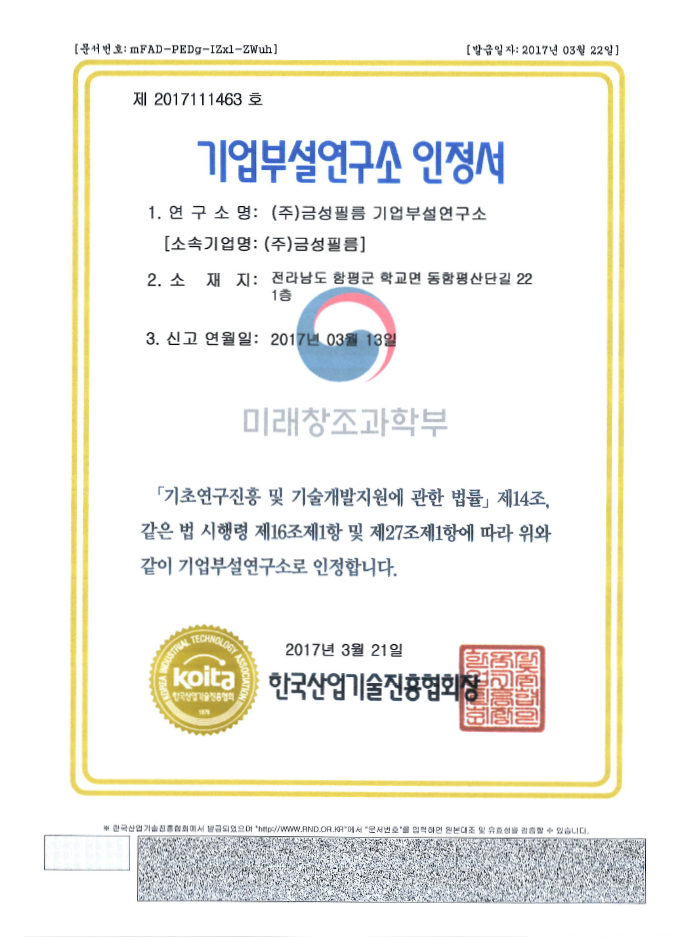 [문서번호: mFAD-PEDg-IZxl-ZWuh] [발급일자: 2017년 03월 22일]
제 2017111463 호
기업부설연구소 인정서
1. 연 구 소 명: (주)금성필름 기업부설연구소
[소속기업명: (주)금성필름]
2. 소 재 지: 전라남도 함평군 학교면 동함평산단길 22
1층
3. 신고 연월일: 2017년 03월 13일
미래창조과학부
「기초연구진흥 및 기술개발지원에 관한 법률」 제14조,
같은 법 시행령 제16조제1항 및 제27조제1항에 따라 위와
같이 기업부설연구소로 인정합니다.
2017년 3월 21일
한국산업기술진흥협회장
KOREA INDUSTRIAL TECHNOLOGY ASSOCIATION
koita
한국산업기술진흥협회
1979
※ 한국산업기술진흥협회에서 발급되었으며 "http://WWW.RND.OR.KR"에서 "문서번호"를 입력하면 원본대조 및 유효성을 검증할 수 있습니다.